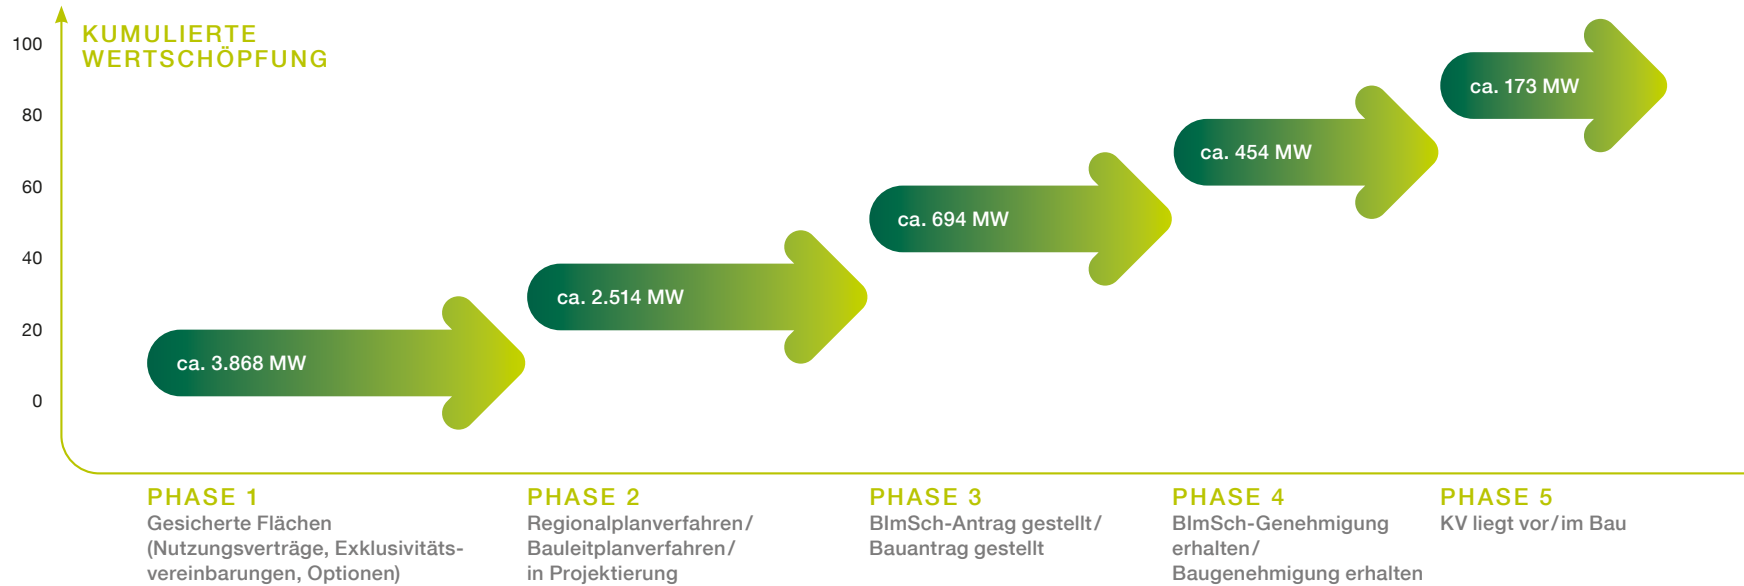 KUMULIERTE
WERTSCHÖPFUNG
100
80
60
40
20
0
ca. 3.868 MW
ca. 2.514 MW
ca. 694 MW
ca. 454 MW
ca. 173 MW
PHASE 1
Gesicherte Flächen
(Nutzungsverträge, Exklusivitäts-
vereinbarungen, Optionen)
PHASE 2
Regionalplanverfahren/
Bauleitplanverfahren/
in Projektierung
PHASE 3
BImSch-Antrag gestellt/
Bauantrag gestellt
PHASE 4
BImSch-Genehmigung
erhalten/
Baugenehmigung erhalten
PHASE 5
KV liegt vor/im Bau